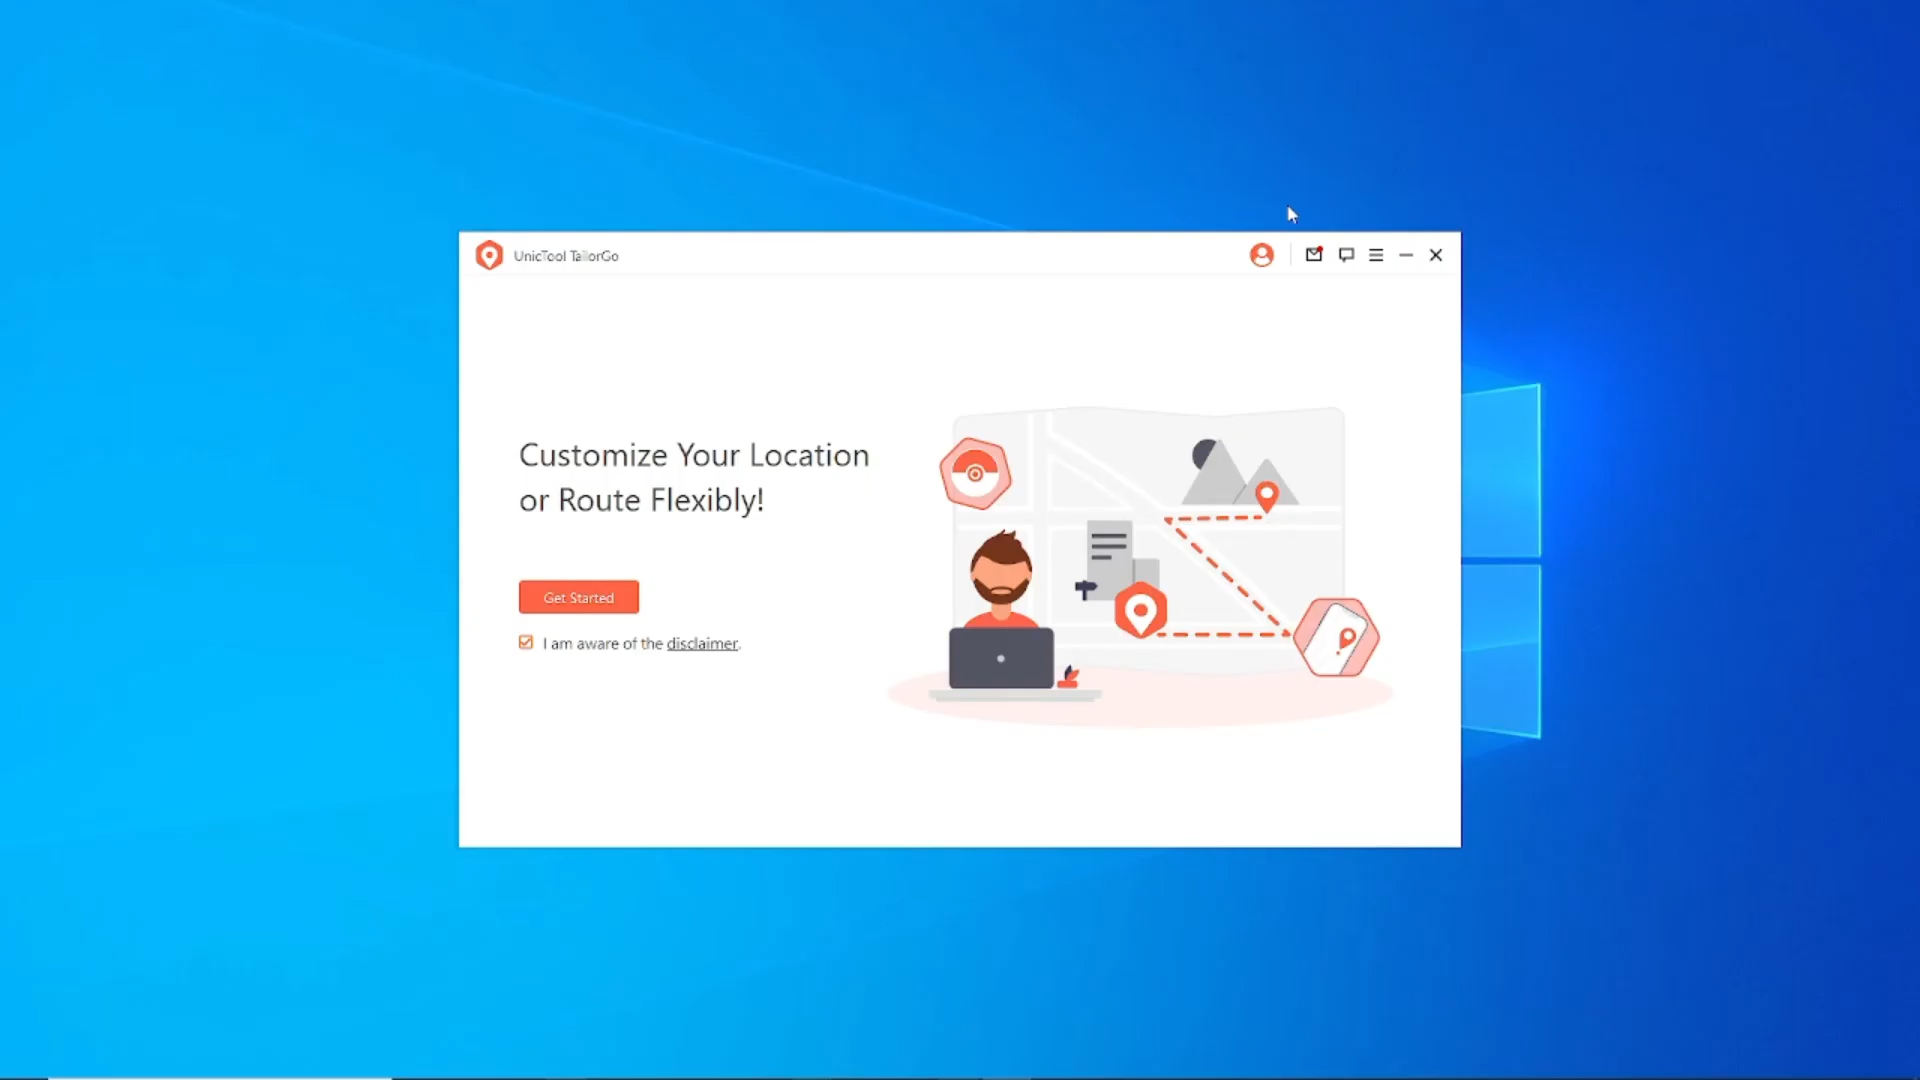 UnicTool TailorGo
Customize Your Location
or Route Flexibly!
Get Started
I am aware of the disclaimer.